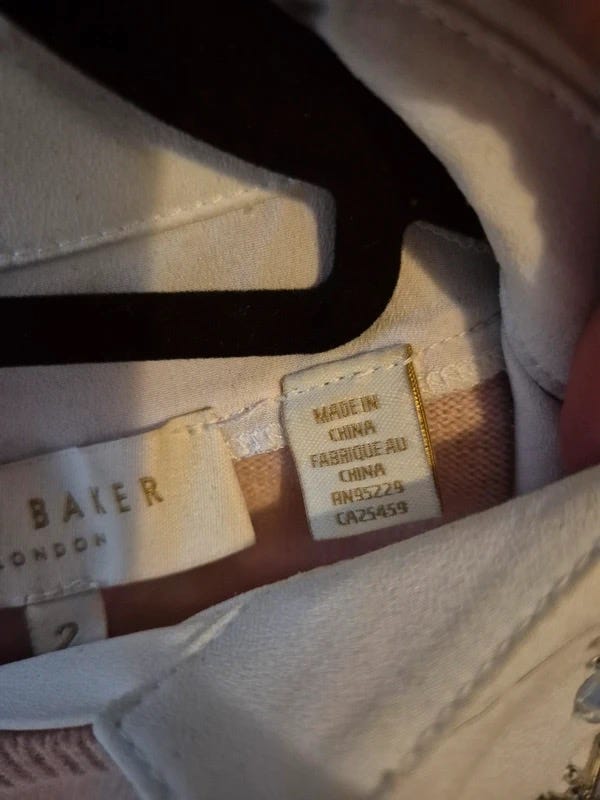 BAKER
LONDON
2
MADE IN
CHINA
FABRIQUE AU
CHINA
RN95229
CA25459